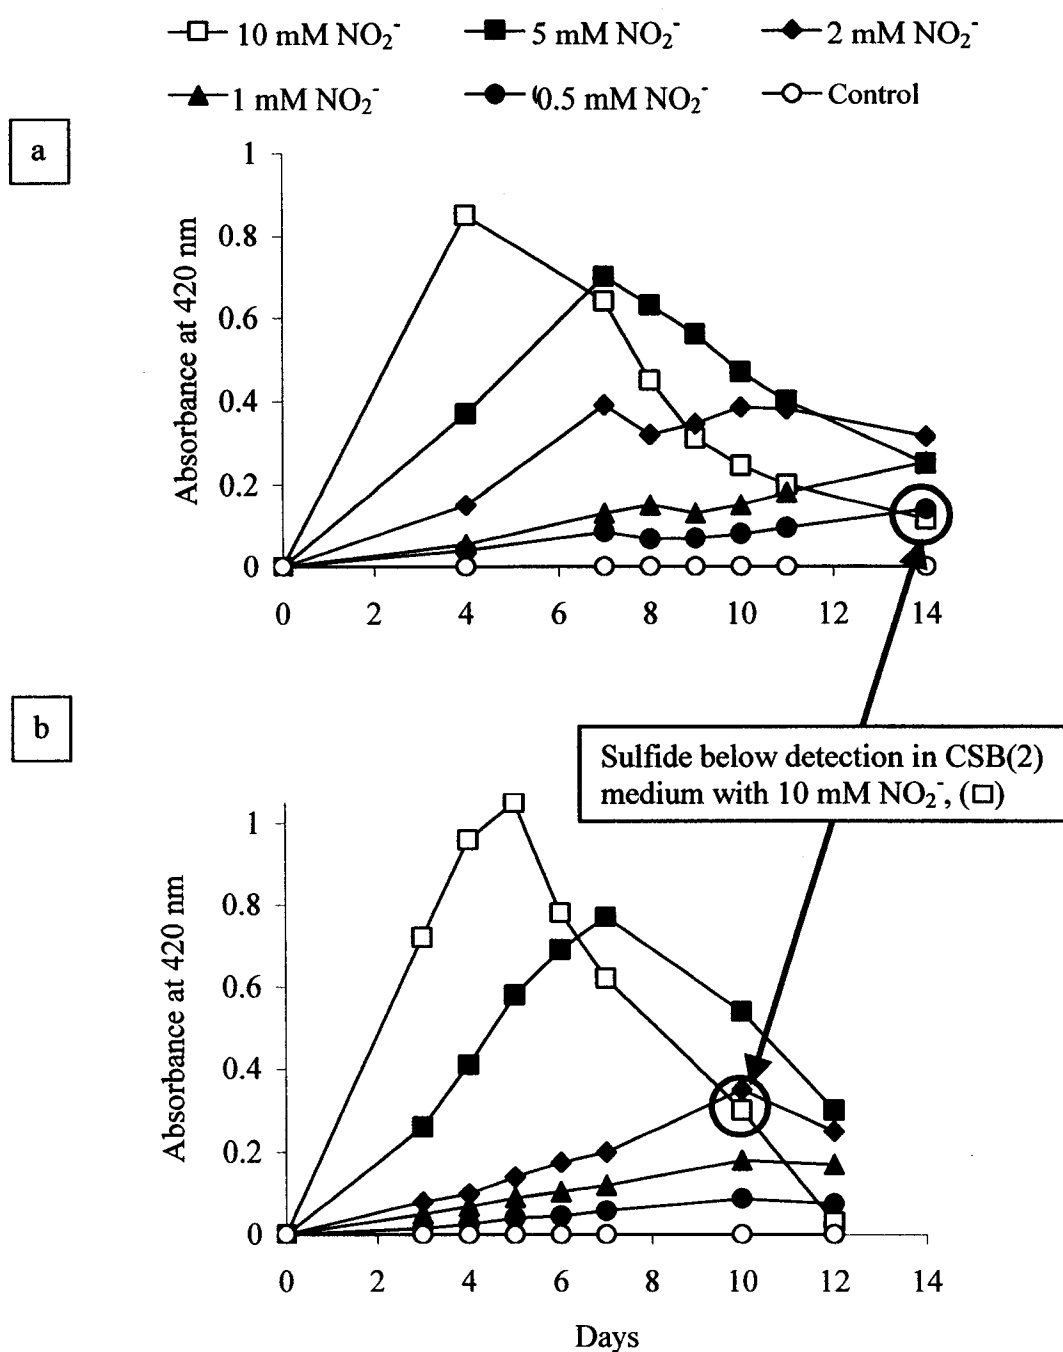 10 mM NO₂⁻ 5 mM NO₂⁻ 2 mM NO₂⁻
1 mM NO₂⁻ 0.5 mM NO₂⁻ Control
a
1
0.8
0.6
0.4
0.2
0
Absorbance at 420 nm
0 2 4 6 8 10 12 14
b
Sulfide below detection in CSB(2)
medium with 10 mM NO₂⁻, (□)
1
0.8
0.6
0.4
0.2
0
Absorbance at 420 nm
0 2 4 6 8 10 12 14
Days